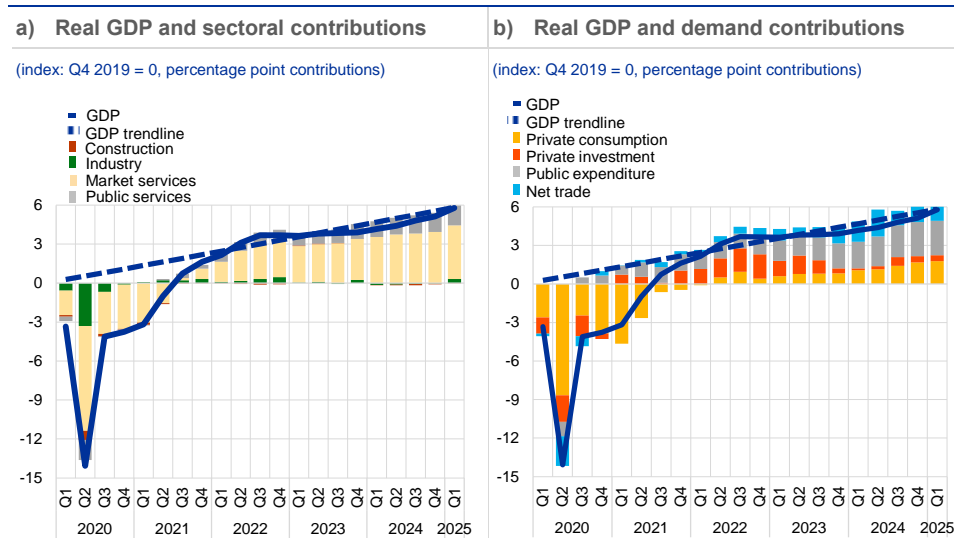 a) Real GDP and sectoral contributions
(index: Q4 2019 = 0, percentage point contributions)
GDP
GDP trendline
Construction
Industry
Market services
Public services
6
3
0
-3
-6
-9
-12
-15
Q1 Q2 Q3 Q4 Q1 Q2 Q3 Q4 Q1 Q2 Q3 Q4 Q1 Q2 Q3 Q4 Q1 Q2 Q3 Q4 Q1
2020 2021 2022 2023 2024 2025
b) Real GDP and demand contributions
(index: Q4 2019 = 0, percentage point contributions)
GDP
GDP trendline
Private consumption
Private investment
Public expenditure
Net trade
6
3
0
-3
-6
-9
-12
-15
Q1 Q2 Q3 Q4 Q1 Q2 Q3 Q4 Q1 Q2 Q3 Q4 Q1 Q2 Q3 Q4 Q1 Q2 Q3 Q4 Q1
2020 2021 2022 2023 2024 2025